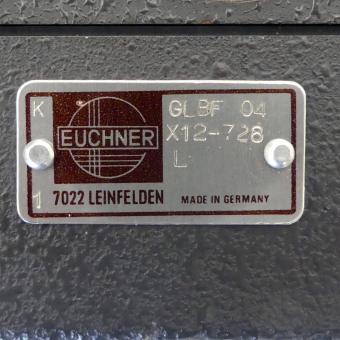 K
GLBF 04
EUCHNER
X12-728
L
1
7022 LEINFELDEN
MADE IN GERMANY